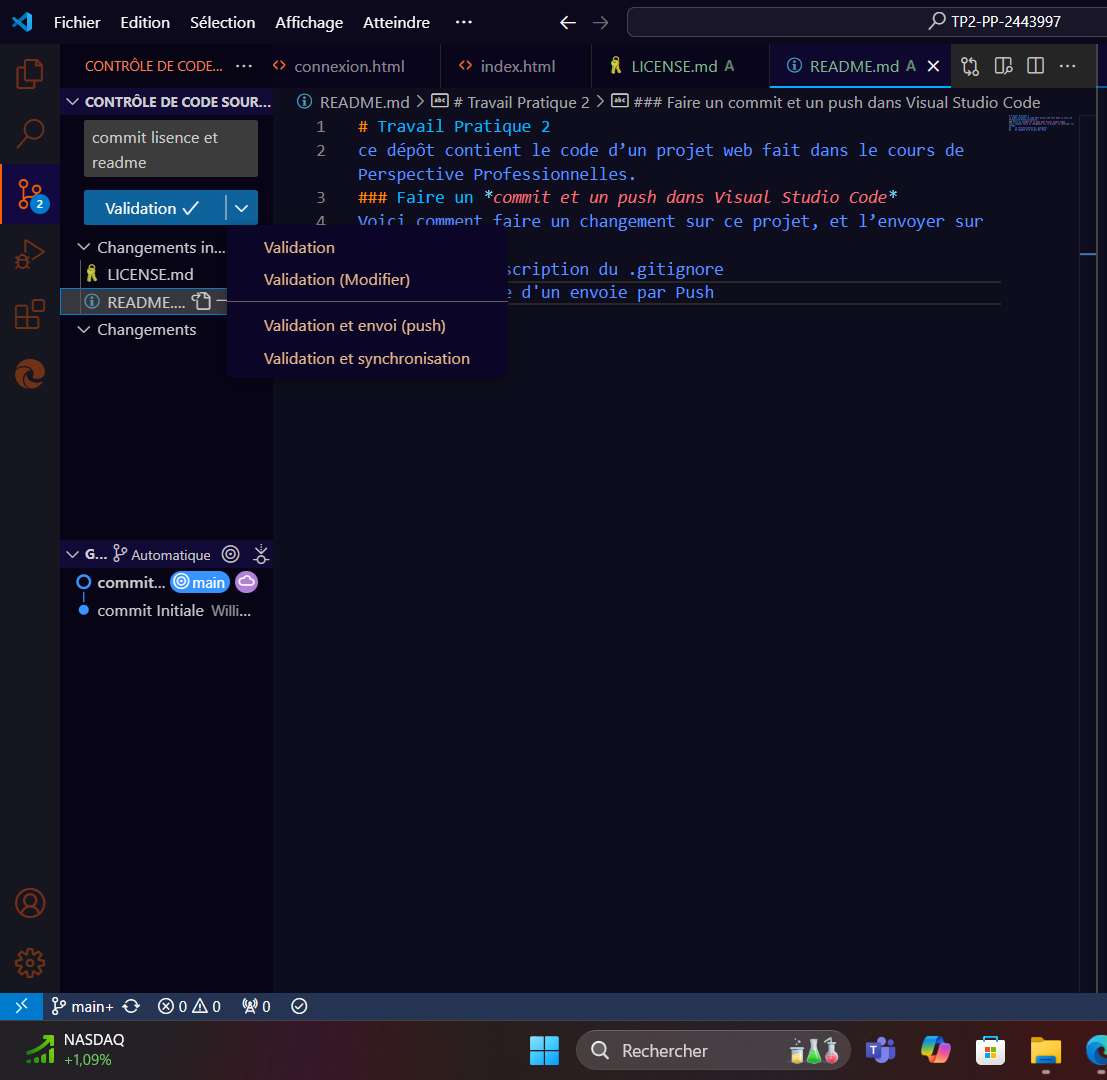 Fichier Edition Sélection Affichage Atteindre ··· TP2-PP-2443997
CONTRÔLE DE CODE... ··· connexion.html index.html LICENSE.md A README.md A
CONTRÔLE DE CODE SOUR... README.md > # Travail Pratique 2 > ### Faire un commit et un push dans Visual Studio Code
commit lisence et
readme
Validation
Changements in...
LICENSE.md
README....
Changements
1 # Travail Pratique 2
2 ce dépôt contient le code d’un projet web fait dans le cours de
Perspective Professionnelles.
3 ### Faire un *commit et un push dans Visual Studio Code*
4 Voici comment faire un changement sur ce projet, et l’envoyer sur
scription du .gitignore
d'un envoie par Push
Validation
Validation (Modifier)
Validation et envoi (push)
Validation et synchronisation
G... Automatique
commit... main
commit Initiale Willi...
main+ 0 0 0
NASDAQ
+1,09%
Rechercher